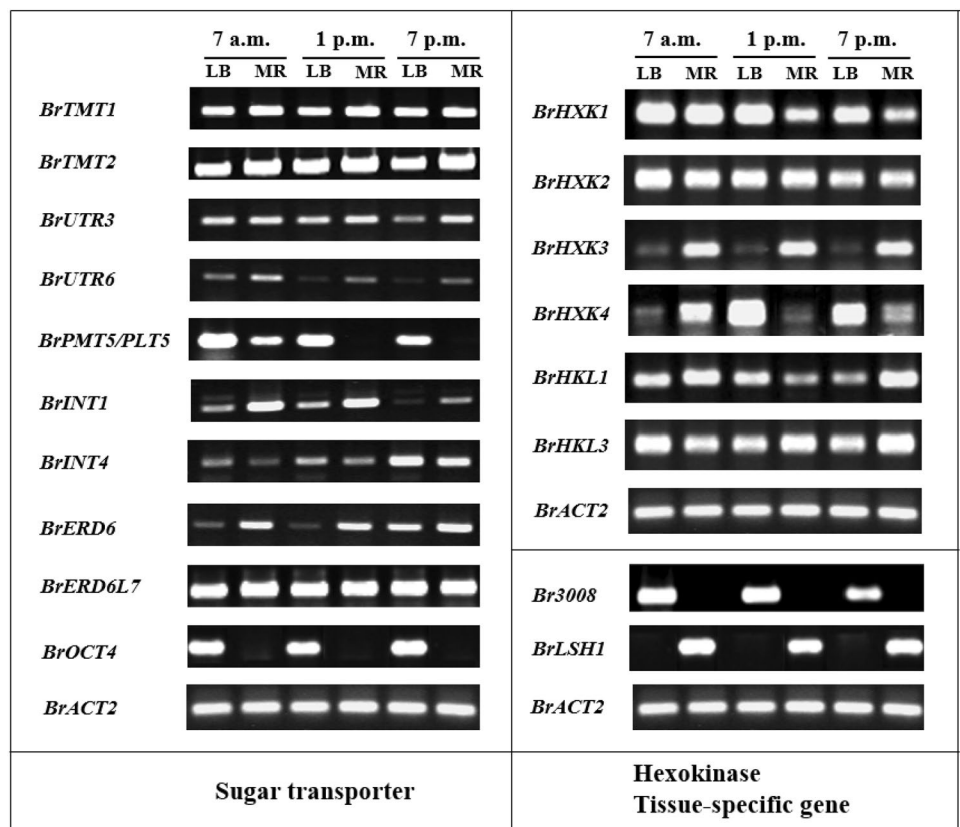 7 a.m. 1 p.m. 7 p.m.
LB MR LB MR LB MR
BrTMT1
BrTMT2
BrUTR3
BrUTR6
BrPMT5/PLT5
BrINT1
BrINT4
BrERD6
BrERD6L7
BrOCT4
BrACT2
Sugar transporter
7 a.m. 1 p.m. 7 p.m.
LB MR LB MR LB MR
BrHXK1
BrHXK2
BrHXK3
BrHXK4
BrHKL1
BrHKL3
BrACT2
Br3008
BrLSH1
BrACT2
Hexokinase
Tissue-specific gene